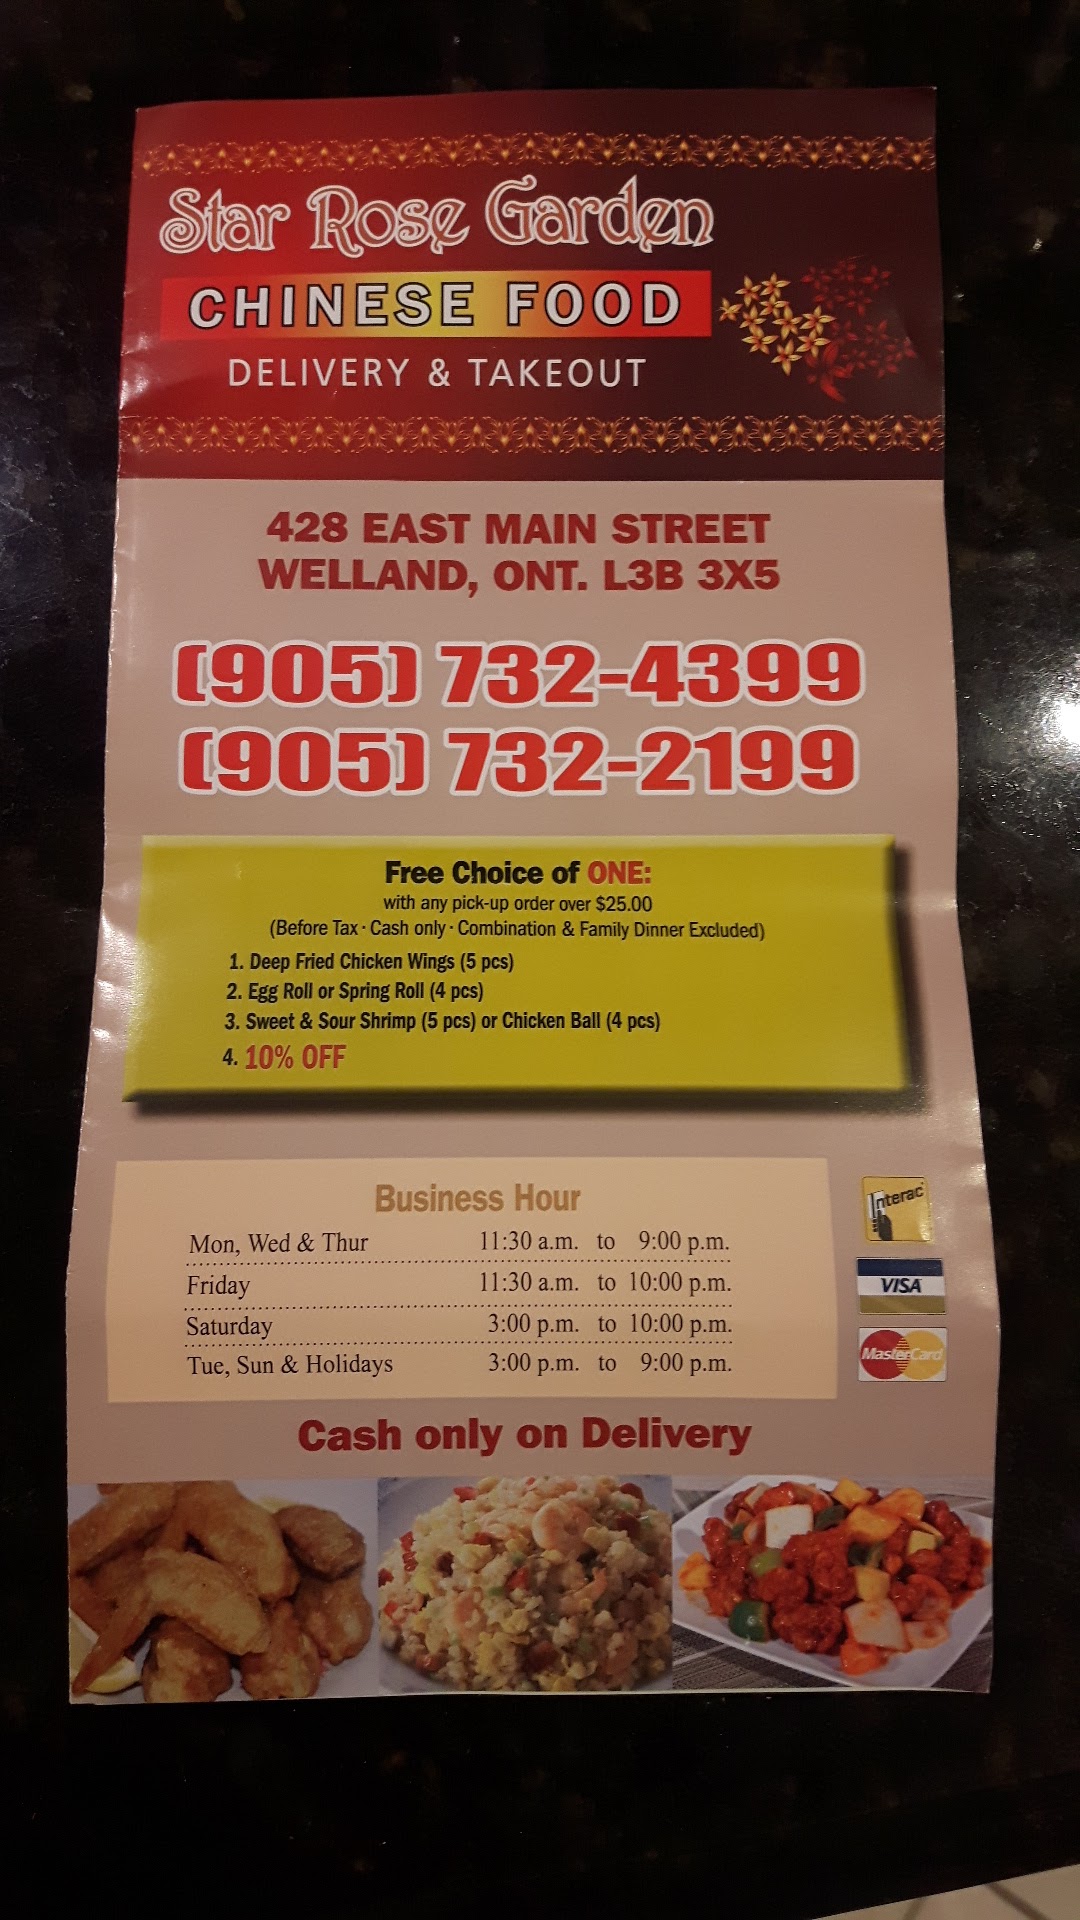 Star Rose Garden
CHINESE FOOD
DELIVERY & TAKEOUT
428 EAST MAIN STREET
WELLAND, ONT. L3B 3X5
(905) 732-4399
(905) 732-2199
Free Choice of ONE:
with any pick-up order over $25.00
(Before Tax · Cash only · Combination & Family Dinner Excluded)
1. Deep Fried Chicken Wings (5 pcs)
2. Egg Roll or Spring Roll (4 pcs)
3. Sweet & Sour Shrimp (5 pcs) or Chicken Ball (4 pcs)
4. 10% OFF
Business Hour
Mon, Wed & Thur 11:30 a.m. to 9:00 p.m.
Friday 11:30 a.m. to 10:00 p.m.
Saturday 3:00 p.m. to 10:00 p.m.
Tue, Sun & Holidays 3:00 p.m. to 9:00 p.m.
Interac
VISA
MasterCard
Cash only on Delivery